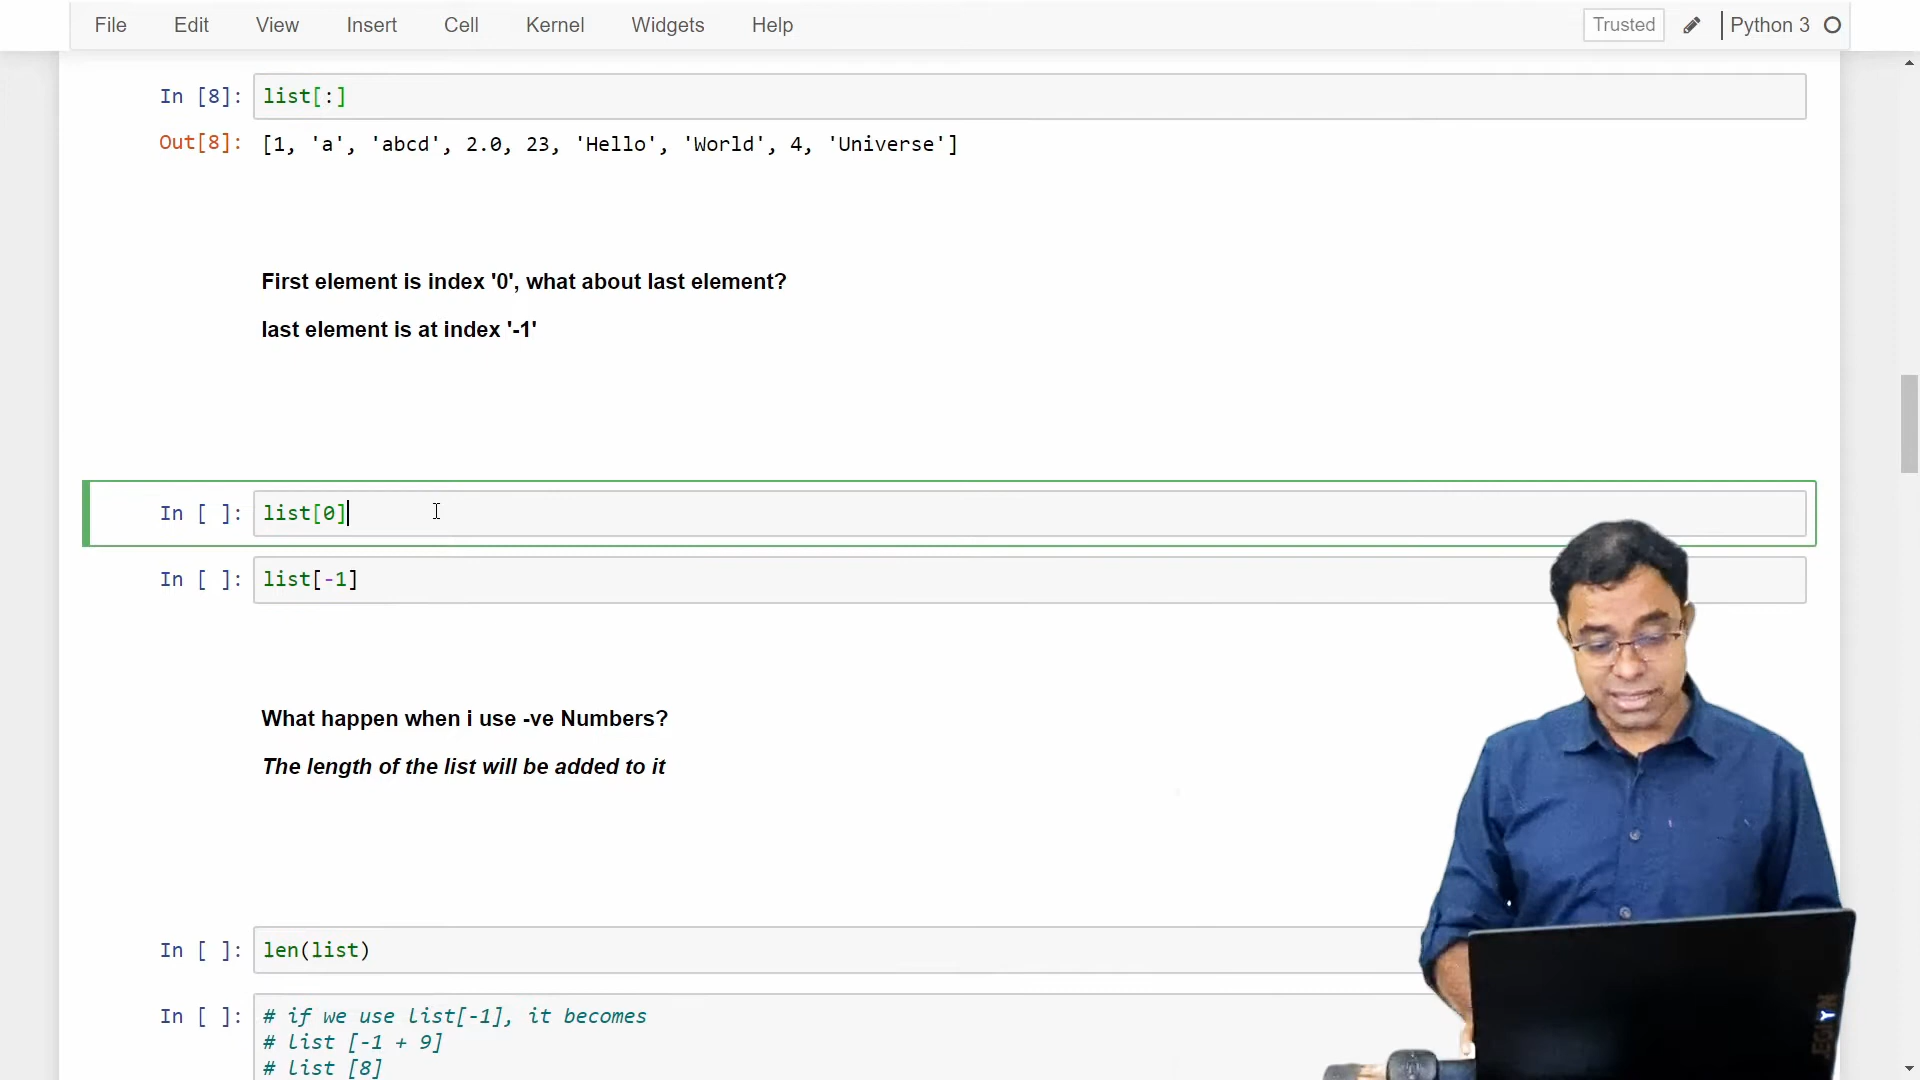 File Edit View Insert Cell Kernel Widgets Help Trusted Python 3
In [8]: list[:]
Out[8]: [1, 'a', 'abcd', 2.0, 23, 'Hello', 'World', 4, 'Universe']
First element is index '0', what about last element?
last element is at index '-1'
In [ ]: list[0]
In [ ]: list[-1]
What happen when i use -ve Numbers?
The length of the list will be added to it
In [ ]: len(list)
In [ ]: # if we use list[-1], it becomes
# list [-1 + 9]
# list [8]
LEGION